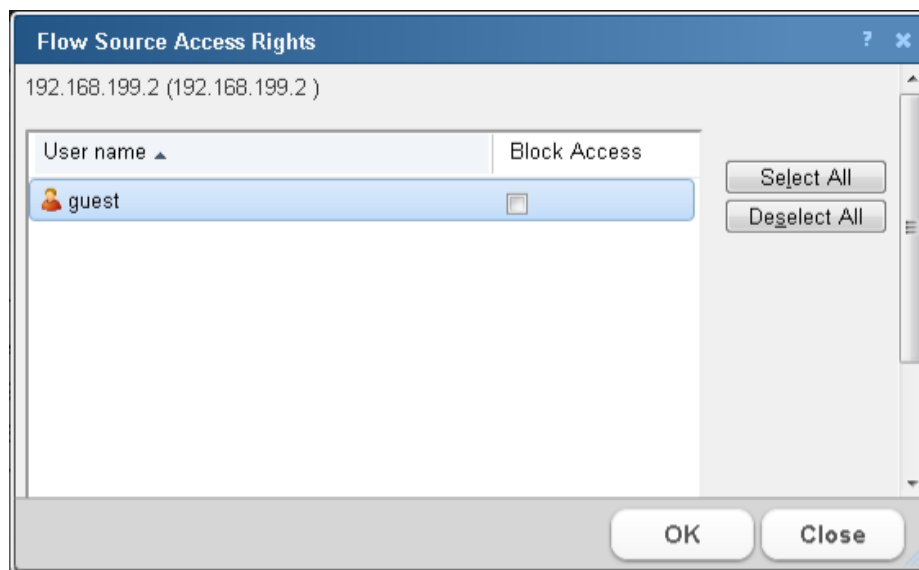 Flow Source Access Rights ?
192.168.199.2 (192.168.199.2 )
User name Block Access
guest
Select All
Deselect All
OK Close